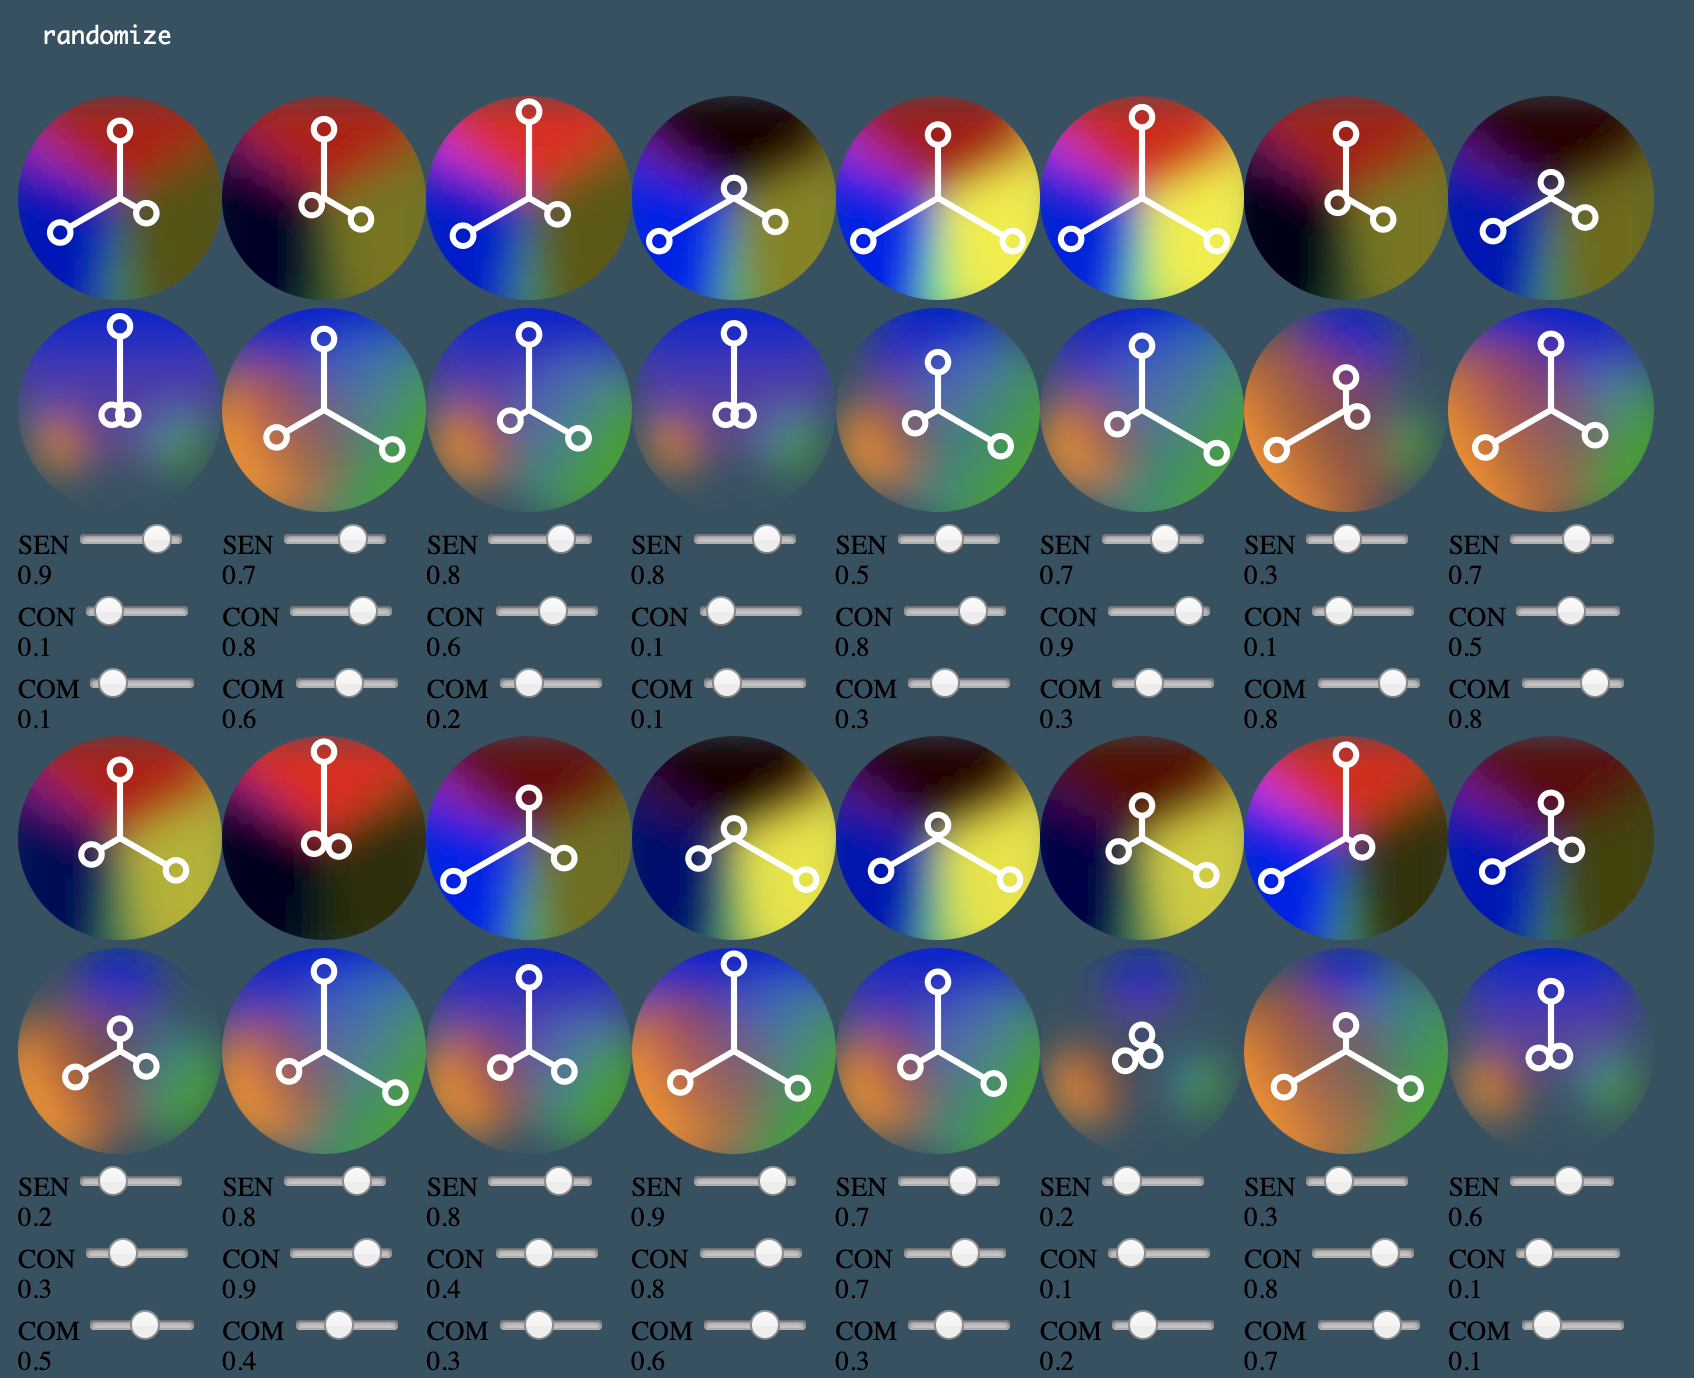 randomize
SEN SEN SEN SEN SEN SEN SEN SEN
0.9 0.7 0.8 0.8 0.5 0.7 0.3 0.7
CON CON CON CON CON CON CON CON
0.1 0.8 0.6 0.1 0.8 0.9 0.1 0.5
COM COM COM COM COM COM COM COM
0.1 0.6 0.2 0.1 0.3 0.3 0.8 0.8
SEN SEN SEN SEN SEN SEN SEN SEN
0.2 0.8 0.8 0.9 0.7 0.2 0.3 0.6
CON CON CON CON CON CON CON CON
0.3 0.9 0.4 0.8 0.7 0.1 0.8 0.1
COM COM COM COM COM COM COM COM
0.5 0.4 0.3 0.6 0.3 0.2 0.7 0.1